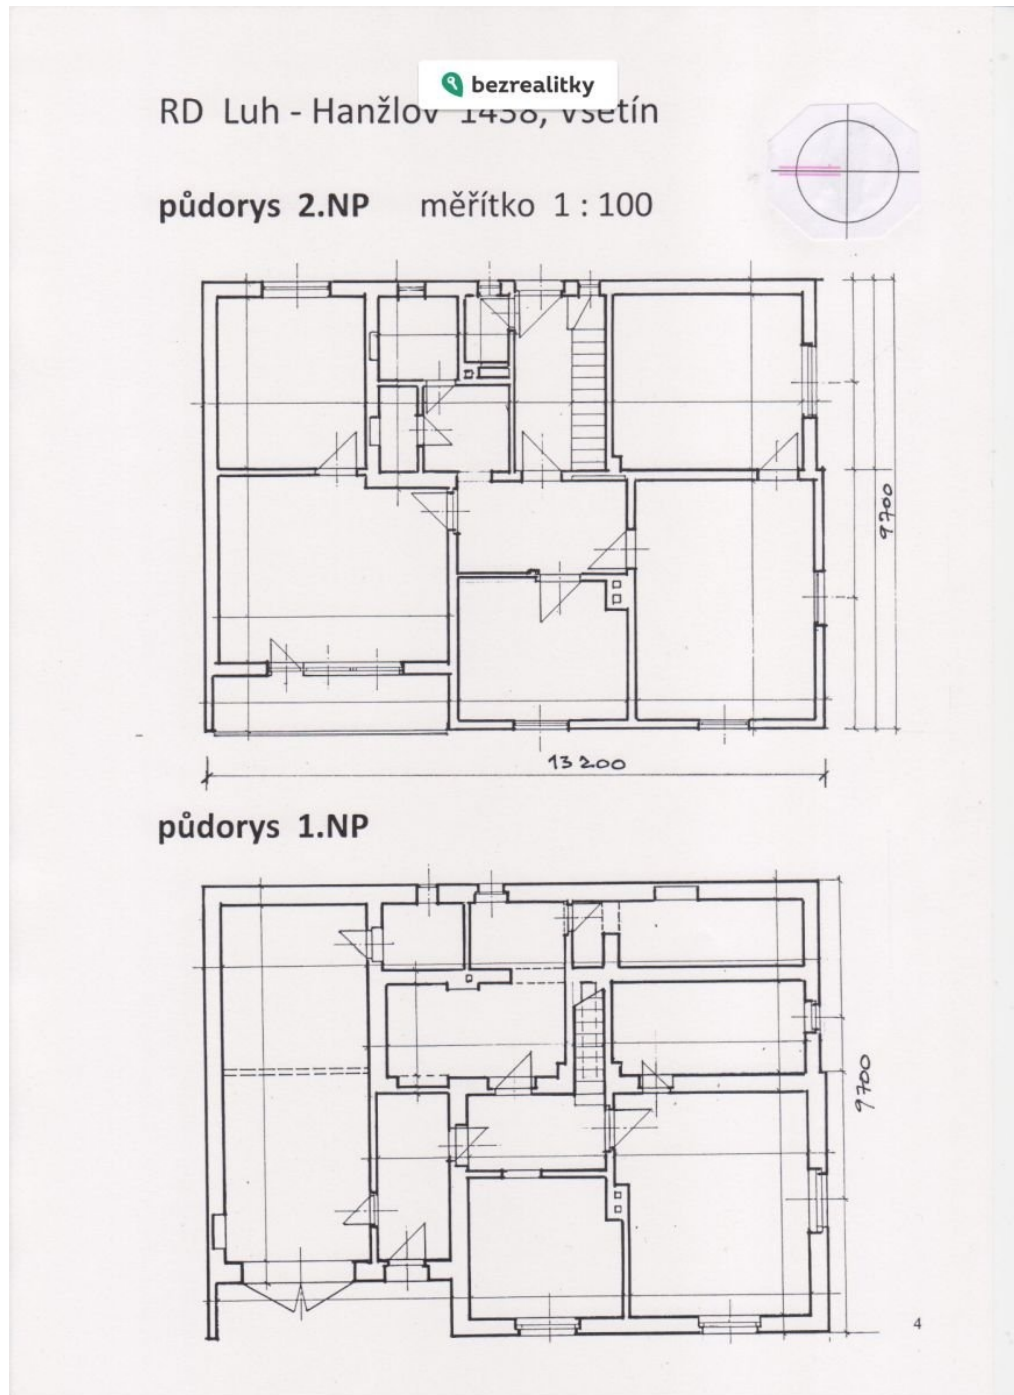 bezrealitky
RD Luh - Hanžlov 1438, Vsetín
půdorys 2.NP měřítko 1 : 100
9700
13 200
půdorys 1.NP
9700
4